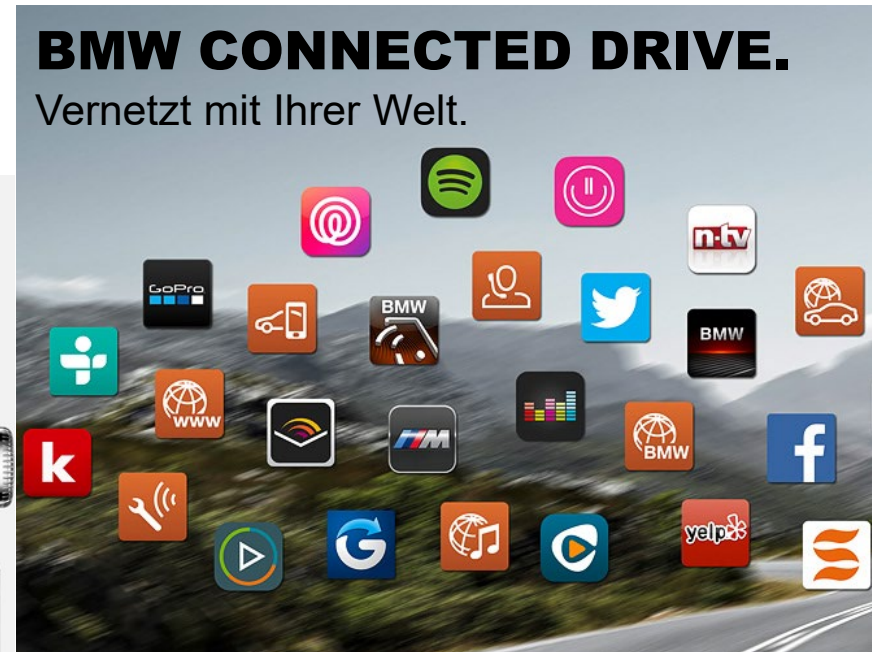 BMW CONNECTED DRIVE.
Vernetzt mit Ihrer Welt.
n-tv
GoPro
BMW
BMW
www
M
BMW
k
f
G
yelp